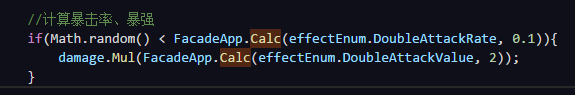 //计算暴击率、暴强
if(Math.random() < FacadeApp.Calc(effectEnum.DoubleAttackRate, 0.1)){
damage.Mul(FacadeApp.Calc(effectEnum.DoubleAttackValue, 2));
}